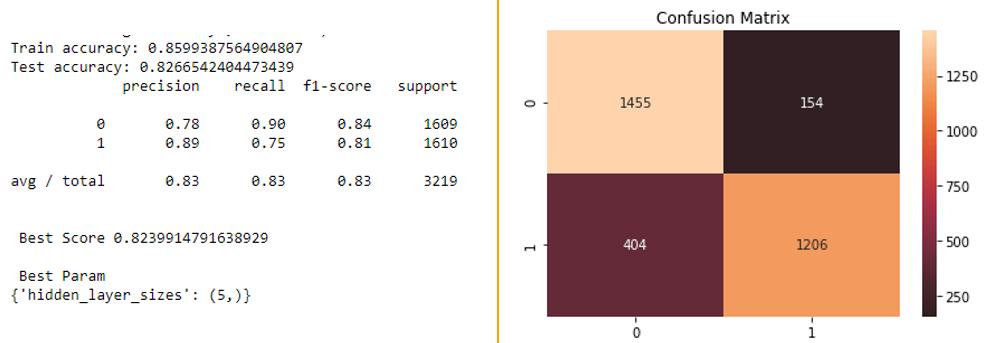 Train accuracy: 0.8599387564904807
Test accuracy: 0.8266542404473439
precision recall f1-score support
0 0.78 0.90 0.84 1609
1 0.89 0.75 0.81 1610
avg / total 0.83 0.83 0.83 3219
Best Score 0.8239914791638929
Best Param
{'hidden_layer_sizes': (5,)}
Confusion Matrix
0
1455 154
1
404 1206
0 1
1250
1000
750
500
250